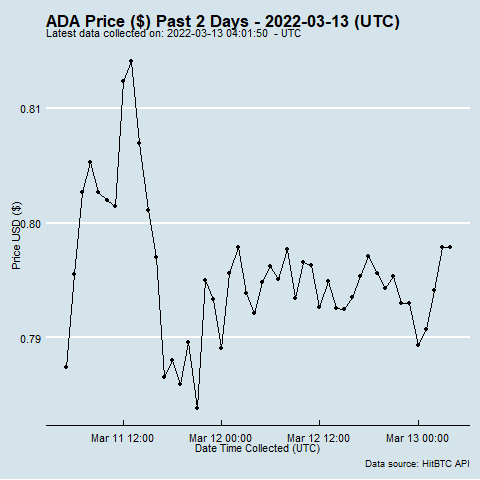 ADA Price ($) Past 2 Days - 2022-03-13 (UTC)
Latest data collected on: 2022-03-13 04:01:50 - UTC
0.81
0.80
0.79
Price USD ($)
Mar 11 12:00
Mar 12 00:00
Mar 12 12:00
Mar 13 00:00
Date Time Collected (UTC)
Data source: HitBTC API